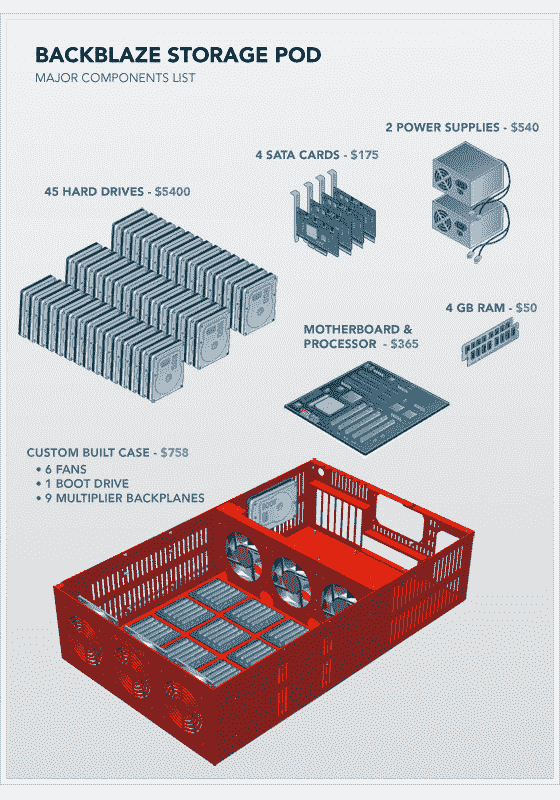 BACKBLAZE STORAGE POD
MAJOR COMPONENTS LIST
2 POWER SUPPLIES - $540
4 SATA CARDS - $175
45 HARD DRIVES - $5400
4 GB RAM - $50
MOTHERBOARD &
PROCESSOR - $365
CUSTOM BUILT CASE - $758
• 6 FANS
• 1 BOOT DRIVE
• 9 MULTIPLIER BACKPLANES